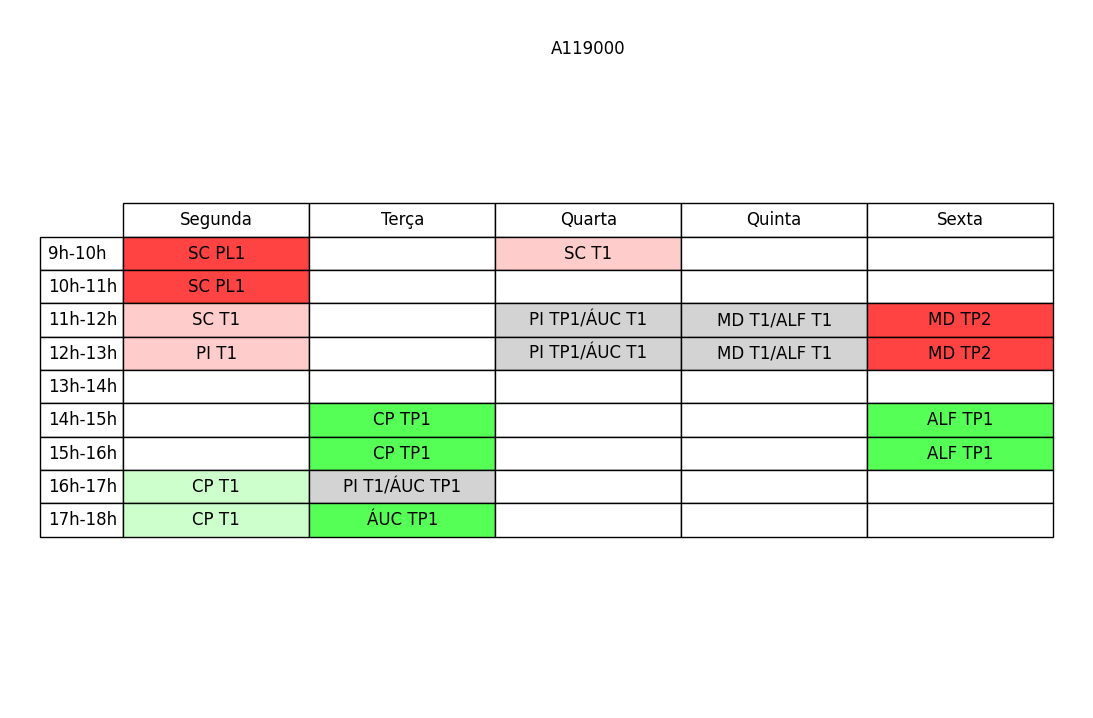 A119000
Segunda Terça Quarta Quinta Sexta
9h-10h SC PL1 SC T1
10h-11h SC PL1
11h-12h SC T1 PI TP1/ÁUC T1 MD T1/ALF T1 MD TP2
12h-13h PI T1 PI TP1/ÁUC T1 MD T1/ALF T1 MD TP2
13h-14h
14h-15h CP TP1 ALF TP1
15h-16h CP TP1 ALF TP1
16h-17h CP T1 PI T1/ÁUC TP1
17h-18h CP T1 ÁUC TP1